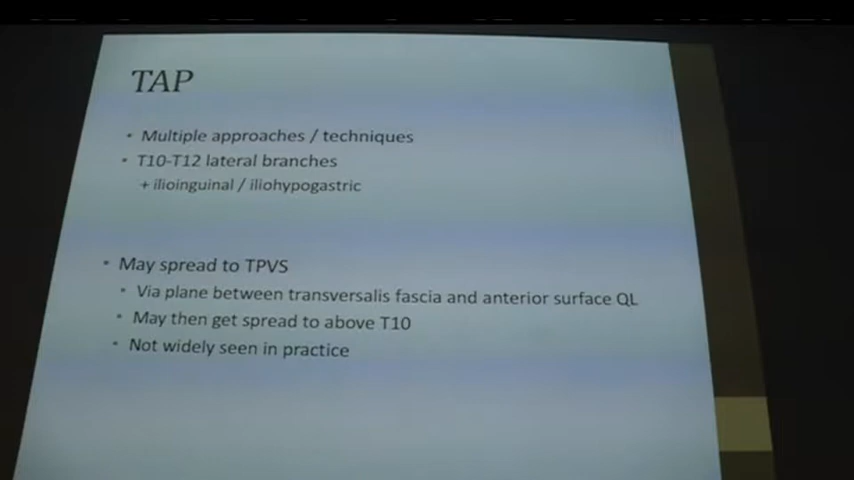 TAP
• Multiple approaches / techniques
• T10-T12 lateral branches
+ ilioinguinal / iliohypogastric
• May spread to TPVS
• Via plane between transversalis fascia and anterior surface QL
• May then get spread to above T10
• Not widely seen in practice